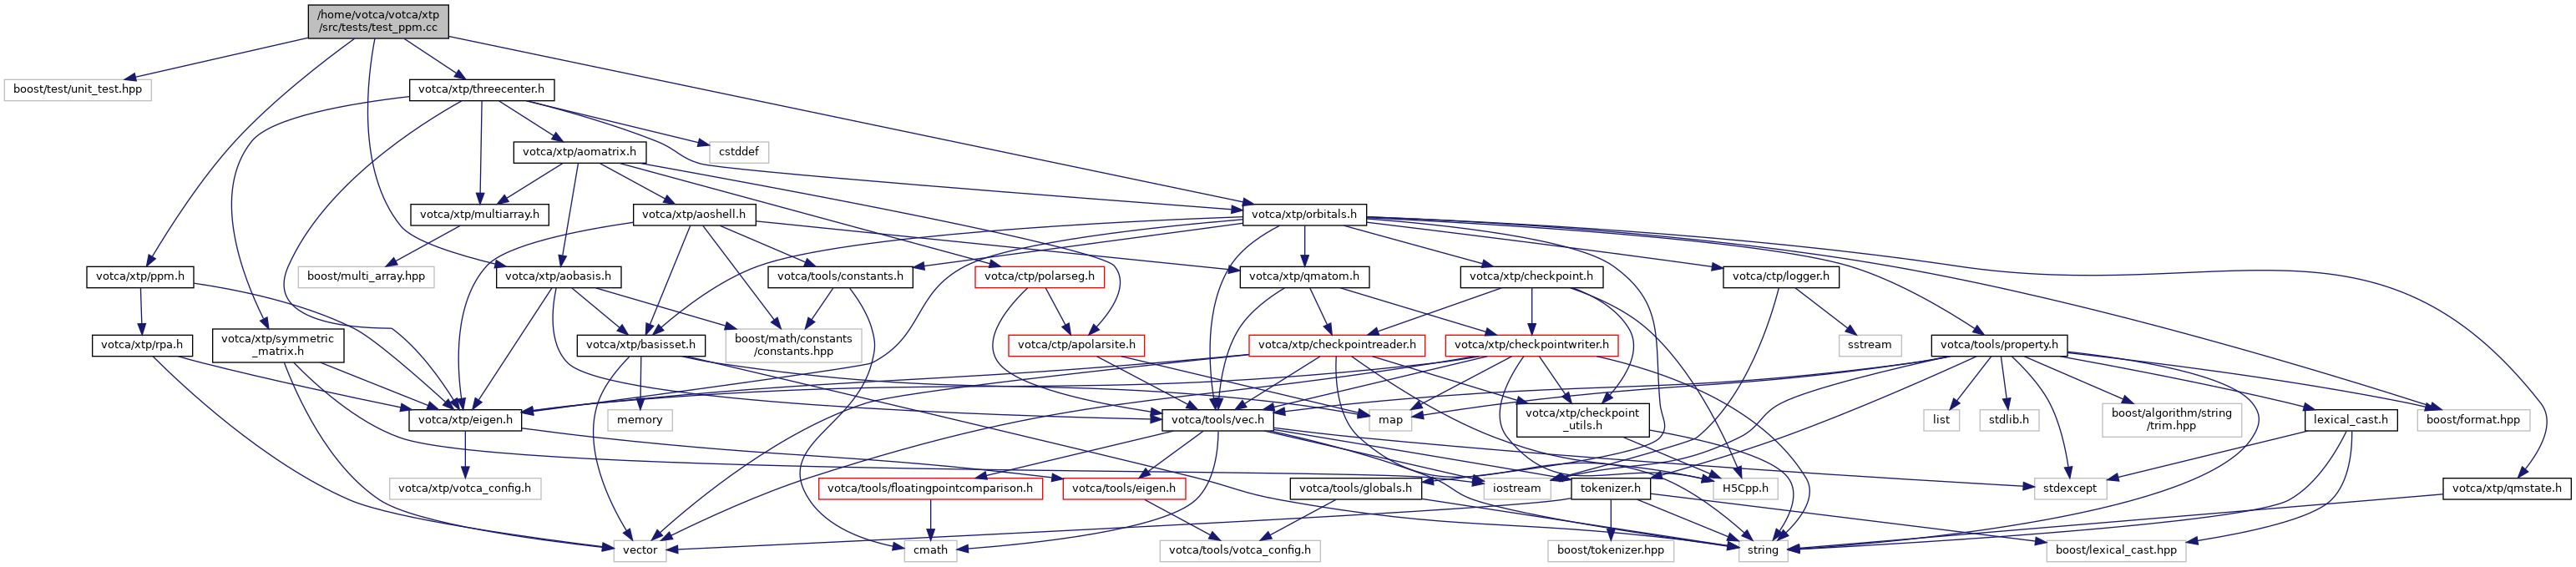 /home/votca/votca/xtp
/src/tests/test_ppm.cc
boost/test/unit_test.hpp
votca/xtp/threecenter.h
votca/xtp/aomatrix.h
cstddef
votca/xtp/multiarray.h
votca/xtp/aoshell.h
votca/xtp/orbitals.h
votca/xtp/ppm.h
boost/multi_array.hpp
votca/xtp/aobasis.h
votca/tools/constants.h
votca/ctp/polarseg.h
votca/xtp/qmatom.h
votca/xtp/checkpoint.h
votca/ctp/logger.h
votca/xtp/rpa.h
votca/xtp/symmetric
_matrix.h
votca/xtp/basisset.h
boost/math/constants
/constants.hpp
votca/ctp/apolarsite.h
votca/xtp/checkpointreader.h
votca/xtp/checkpointwriter.h
sstream
votca/tools/property.h
votca/xtp/eigen.h
memory
map
votca/tools/vec.h
votca/xtp/checkpoint
_utils.h
list
stdlib.h
boost/algorithm/string
/trim.hpp
lexical_cast.h
boost/format.hpp
votca/xtp/votca_config.h
votca/tools/floatingpointcomparison.h
votca/tools/eigen.h
votca/tools/globals.h
iostream
tokenizer.h
H5Cpp.h
stdexcept
votca/xtp/qmstate.h
vector
cmath
votca/tools/votca_config.h
boost/tokenizer.hpp
string
boost/lexical_cast.hpp